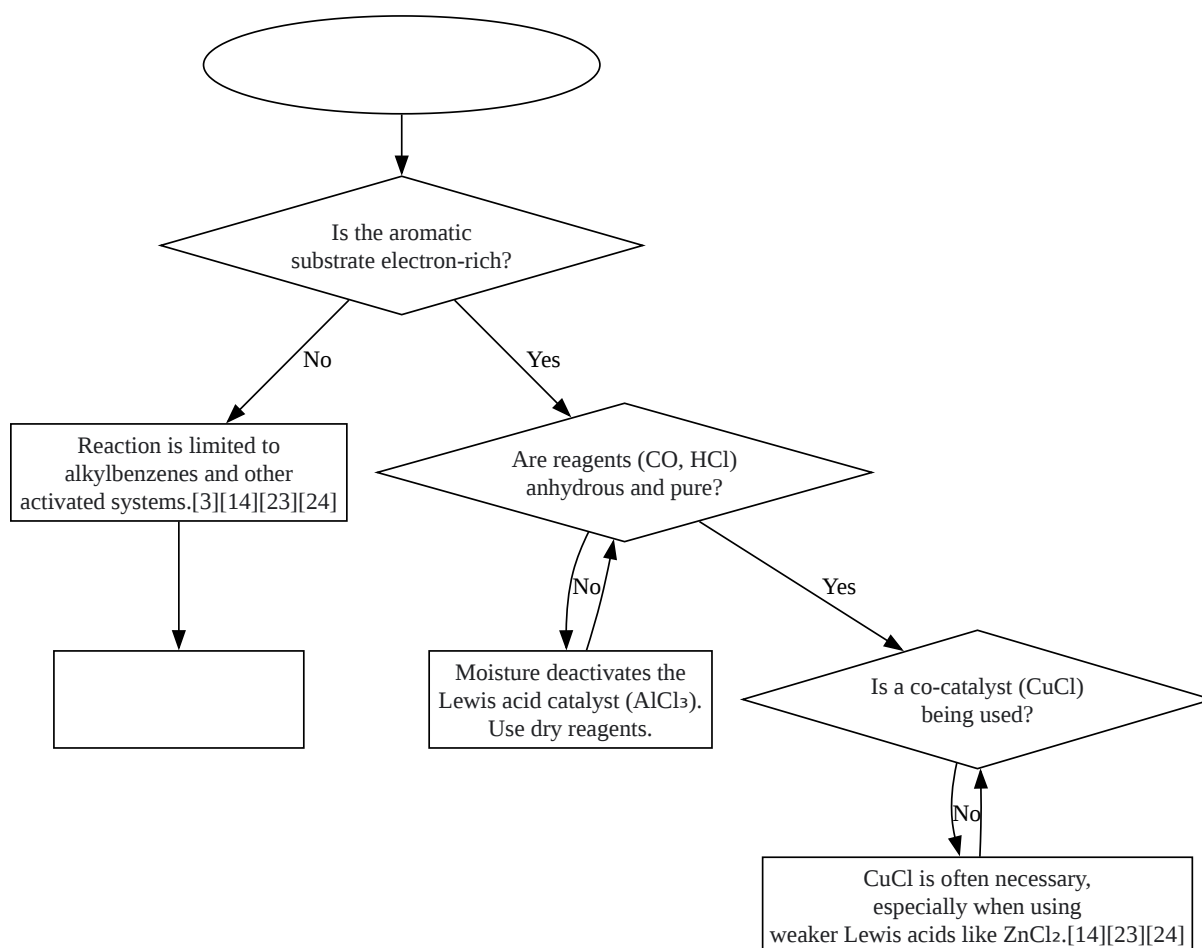 Is the aromatic
substrate electron-rich?
No
Yes
Reaction is limited to
alkylbenzenes and other
activated systems.[3][14][23][24]
Are reagents (CO, HCl)
anhydrous and pure?
No
Yes
Moisture deactivates the
Lewis acid catalyst (AlCl₃).
Use dry reagents.
Is a co-catalyst (CuCl)
being used?
No
CuCl is often necessary,
especially when using
weaker Lewis acids like ZnCl₂.[14][23][24]